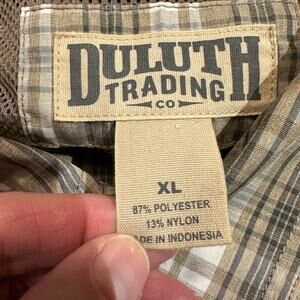 DULUTH
TRADING
CO
XL
87% POLYESTER
13% NYLON
DE IN INDONESIA